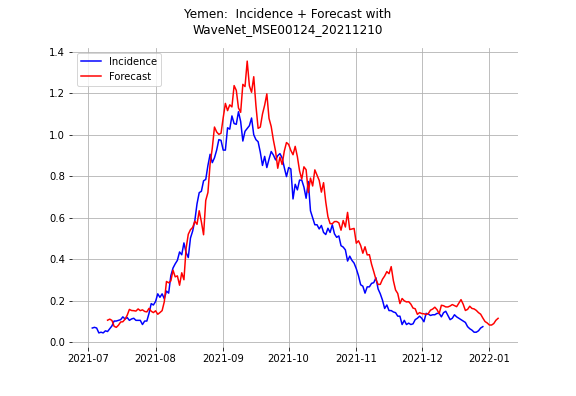 Yemen:  Incidence + Forecast with
WaveNet_MSE00124_20211210
Incidence
Forecast
1.4
1.2
1.0
0.8
0.6
0.4
0.2
0.0
2021-07 2021-08 2021-09 2021-10 2021-11 2021-12 2022-01